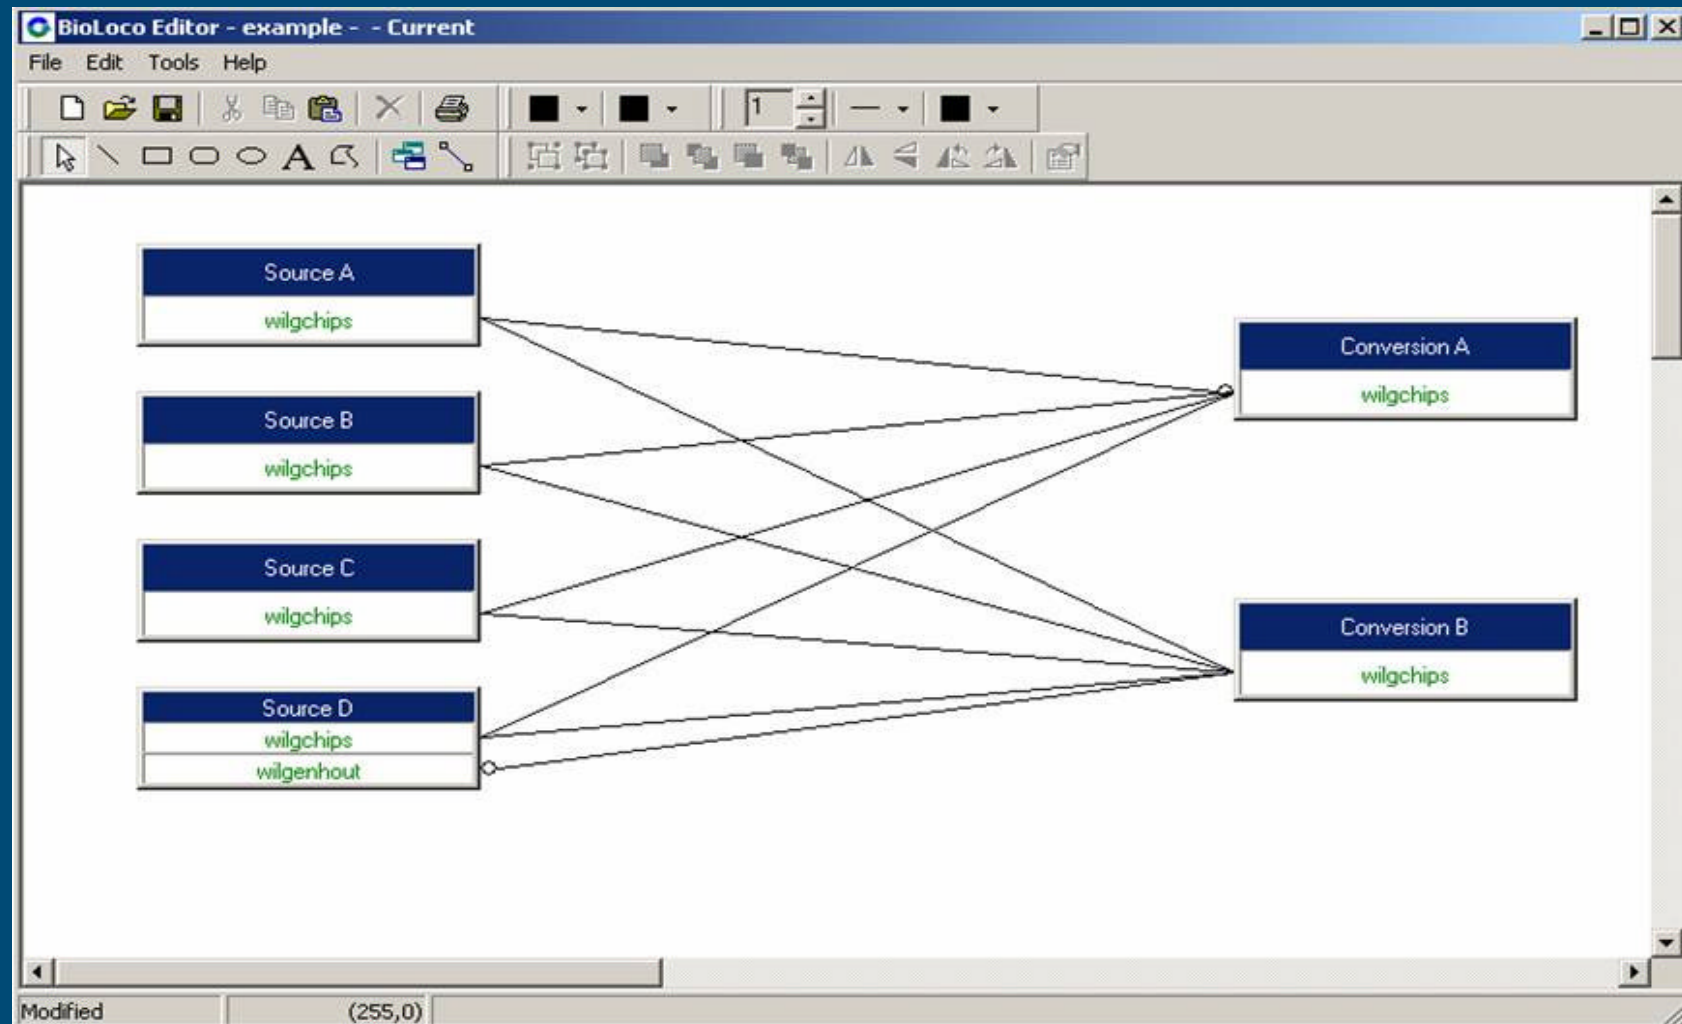 BioLoco Editor - example - - Current
File Edit Tools Help
1
A
Source A
wilgchips
Source B
wilgchips
Source C
wilgchips
Source D
wilgchips
wilgenhout
Conversion A
wilgchips
Conversion B
wilgchips
Modified (255,0)